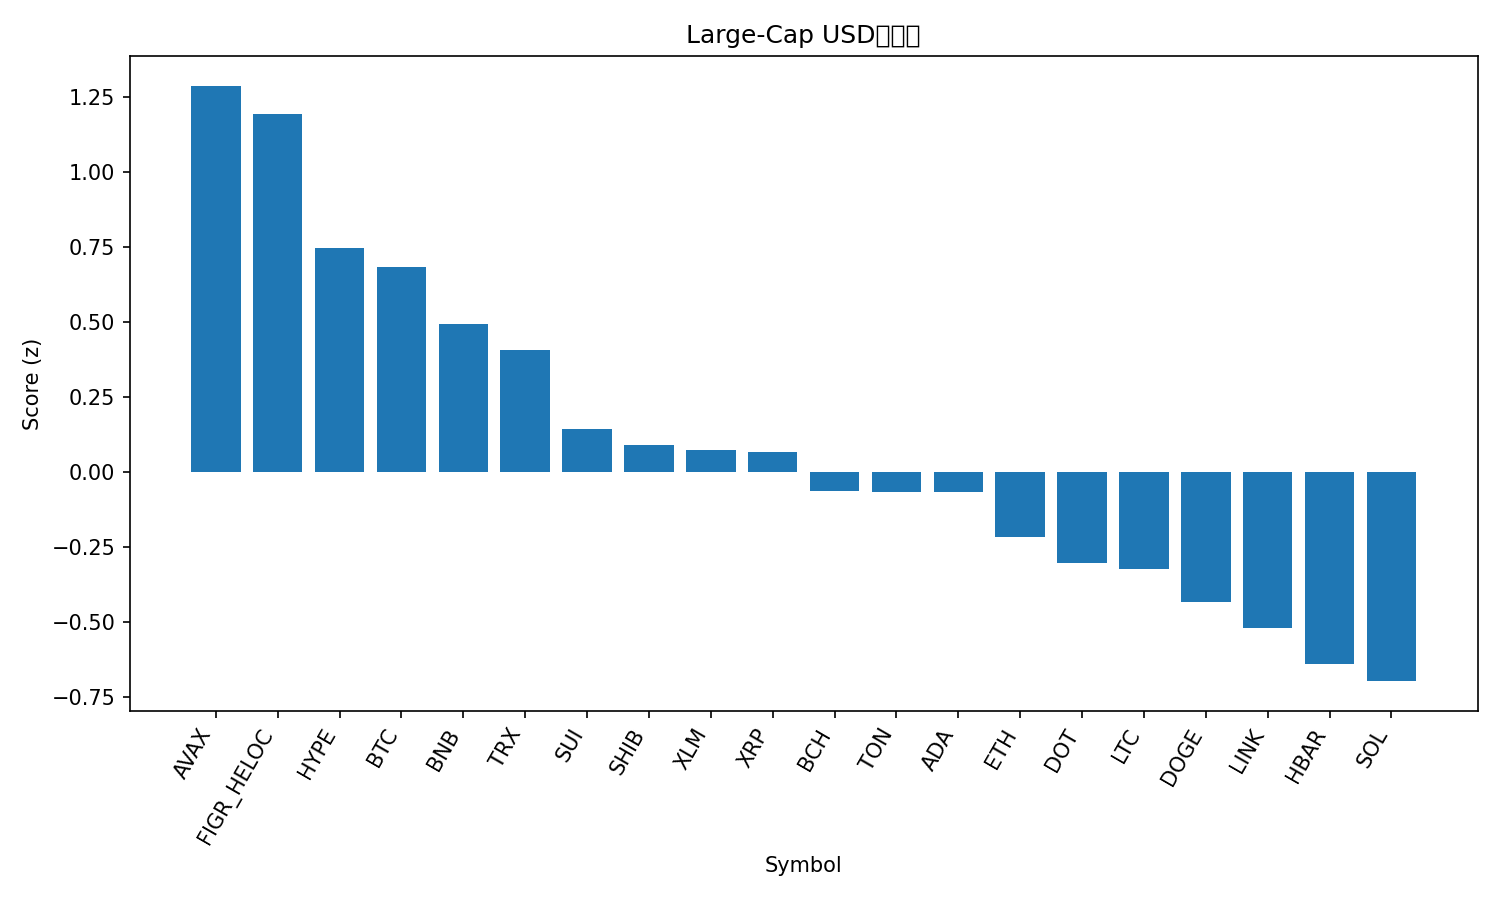 Large-Cap USD
Score (z)
1.25
1.00
0.75
0.50
0.25
0.00
−0.25
−0.50
−0.75
AVAX
FIGR_HELOC
HYPE
BTC
BNB
TRX
SUI
SHIB
XLM
XRP
BCH
TON
ADA
ETH
DOT
LTC
DOGE
LINK
HBAR
SOL
Symbol